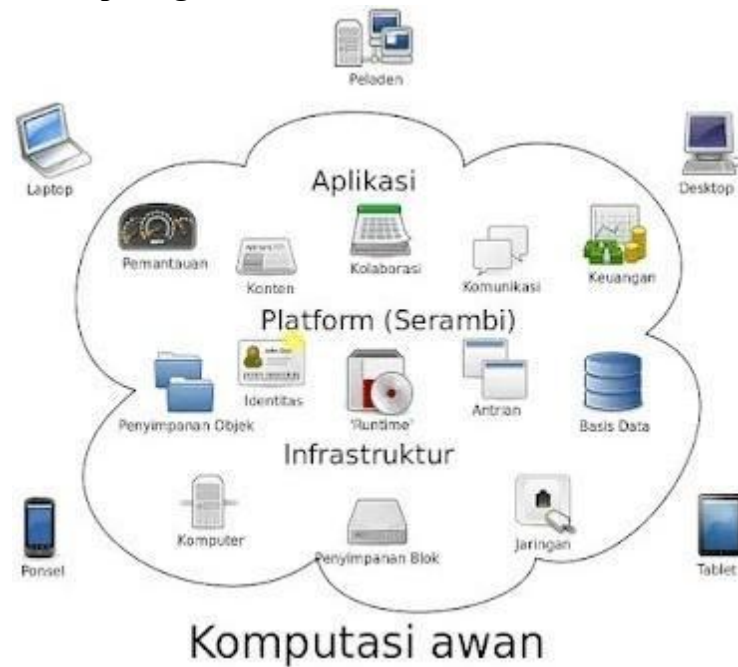 Peladen
Laptop
Desktop
Aplikasi
Pemantauan
Konten
Kolaborasi
Komunikasi
Keuangan
Platform (Serambi)
Penyimpanan Objek
Identitas
'Runtime'
Antrian
Basis Data
Infrastruktur
Komputer
Penyimpanan Blok
Jaringan
Ponsel
Tablet
Komputasi awan